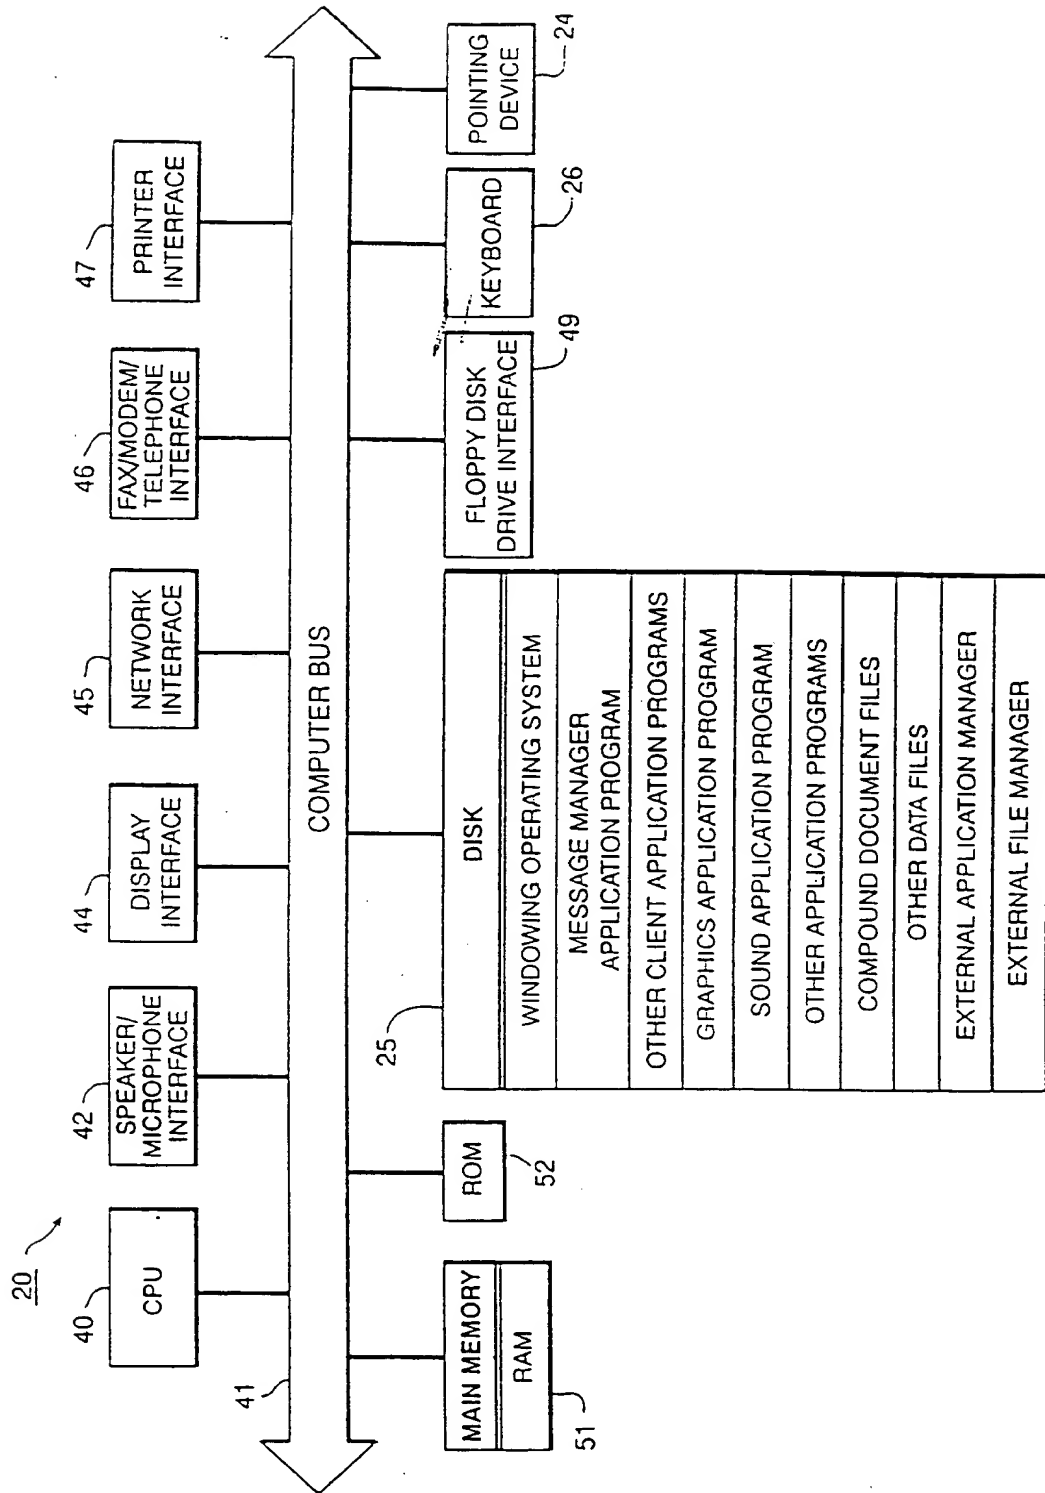 20
40
CPU
42
SPEAKER/
MICROPHONE
INTERFACE
44
DISPLAY
INTERFACE
45
NETWORK
INTERFACE
46
FAX/MODEM/
TELEPHONE
INTERFACE
47
PRINTER
INTERFACE
41
COMPUTER BUS
MAIN MEMORY
RAM
51
ROM
52
25
DISK
WINDOWING OPERATING SYSTEM
MESSAGE MANAGER
APPLICATION PROGRAM
OTHER CLIENT APPLICATION PROGRAMS
GRAPHICS APPLICATION PROGRAM
SOUND APPLICATION PROGRAM
OTHER APPLICATION PROGRAMS
COMPOUND DOCUMENT FILES
OTHER DATA FILES
EXTERNAL APPLICATION MANAGER
EXTERNAL FILE MANAGER
FLOPPY DISK
DRIVE INTERFACE
49
KEYBOARD
26
POINTING
DEVICE
24